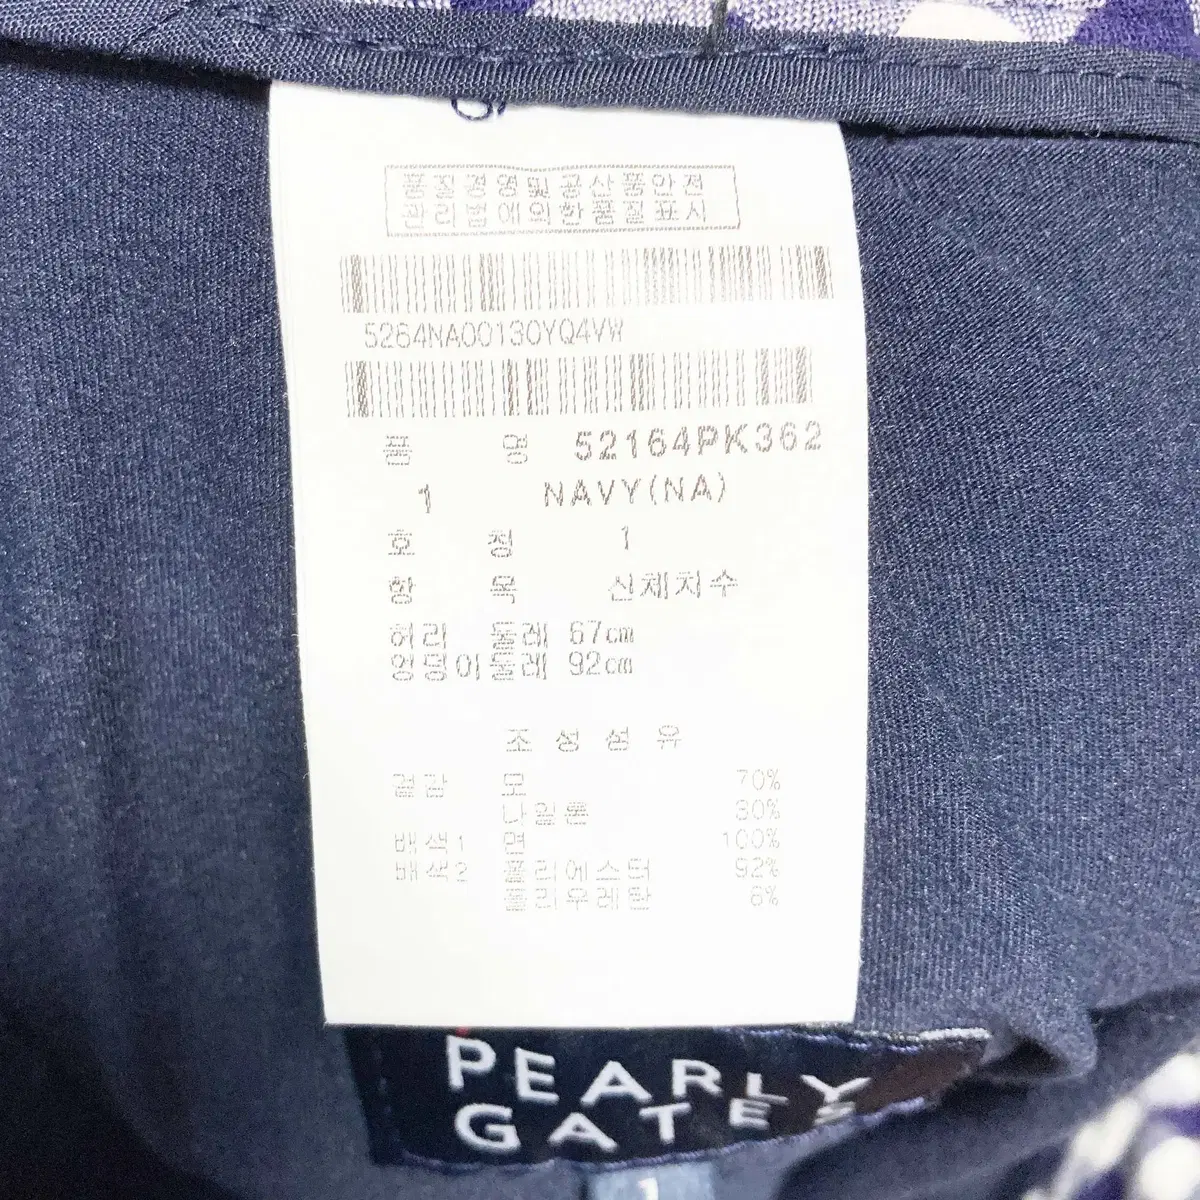 품질경영및공산품안전
관리법에의한품질표시
5264NA00130YQ4VW
품 명 52164PK362
1 NAVY(NA)
호 칭 1
항 목 신체치수
허리 둘레 67cm
엉덩이둘레 92cm
조성섬유
겉감 모 70%
나일론 30%
배색1 면 100%
배색2 폴리에스터 92%
폴리우레탄 8%
PEARLY
GATES
1